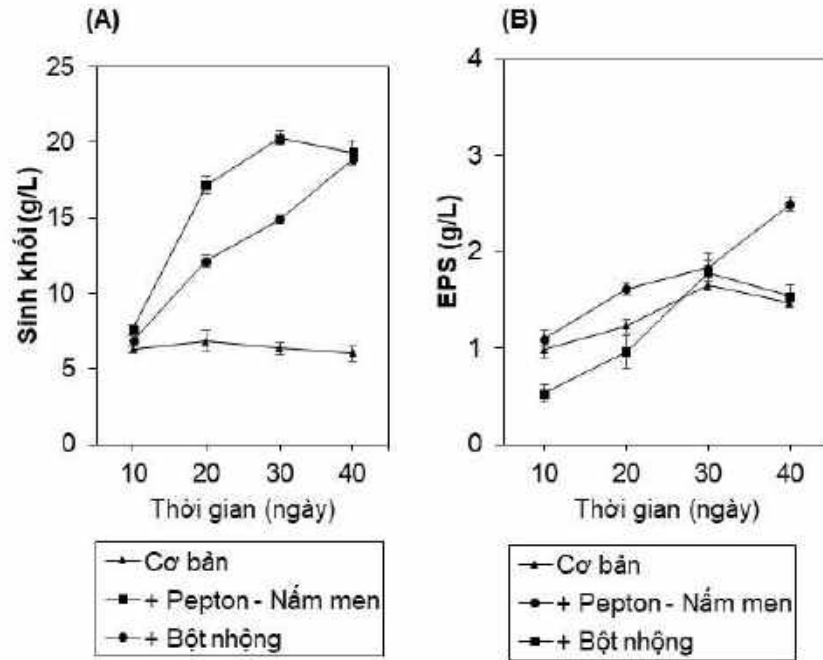 (A)
25
20
15
10
5
0
Sinh khối (g/L)
10 20 30 40
Thời gian (ngày)
Cơ bản
+ Pepton - Nấm men
+ Bột nhộng
(B)
4
3
2
1
0
EPS (g/L)
10 20 30 40
Thời gian (ngày)
Cơ bản
+ Pepton - Nấm men
+ Bột nhộng